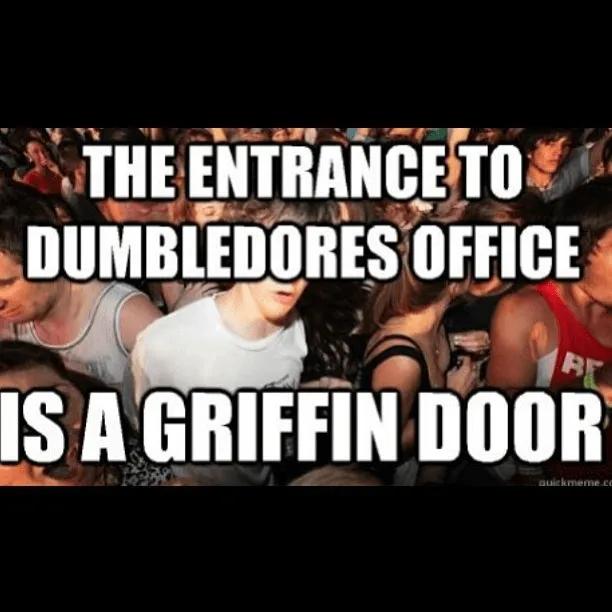 THE ENTRANCE TO
DUMBLEDORES OFFICE
IS A GRIFFIN DOOR